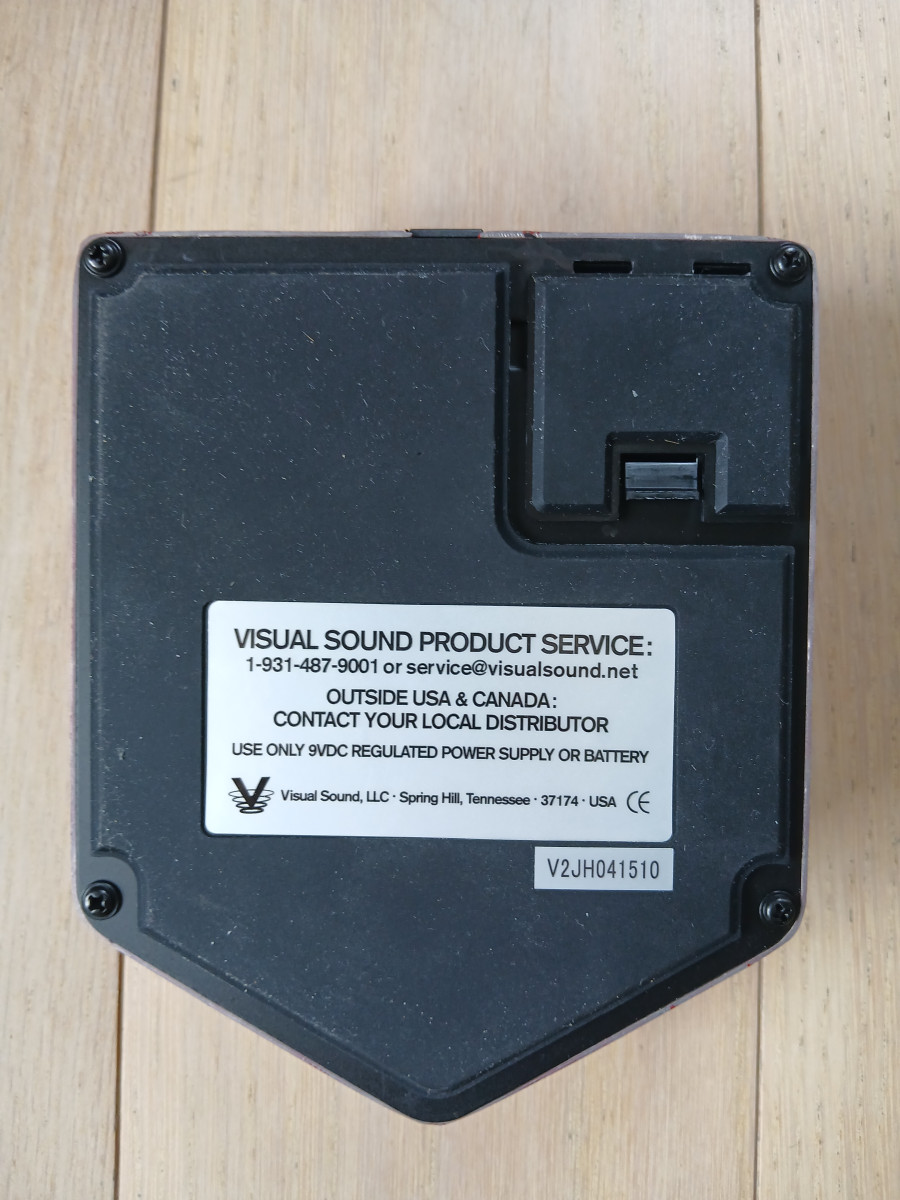 VISUAL SOUND PRODUCT SERVICE:
1-931-487-9001 or service@visualsound.net
OUTSIDE USA & CANADA:
CONTACT YOUR LOCAL DISTRIBUTOR
USE ONLY 9VDC REGULATED POWER SUPPLY OR BATTERY
V Visual Sound, LLC · Spring Hill, Tennessee · 37174 · USA CE
V2JH041510